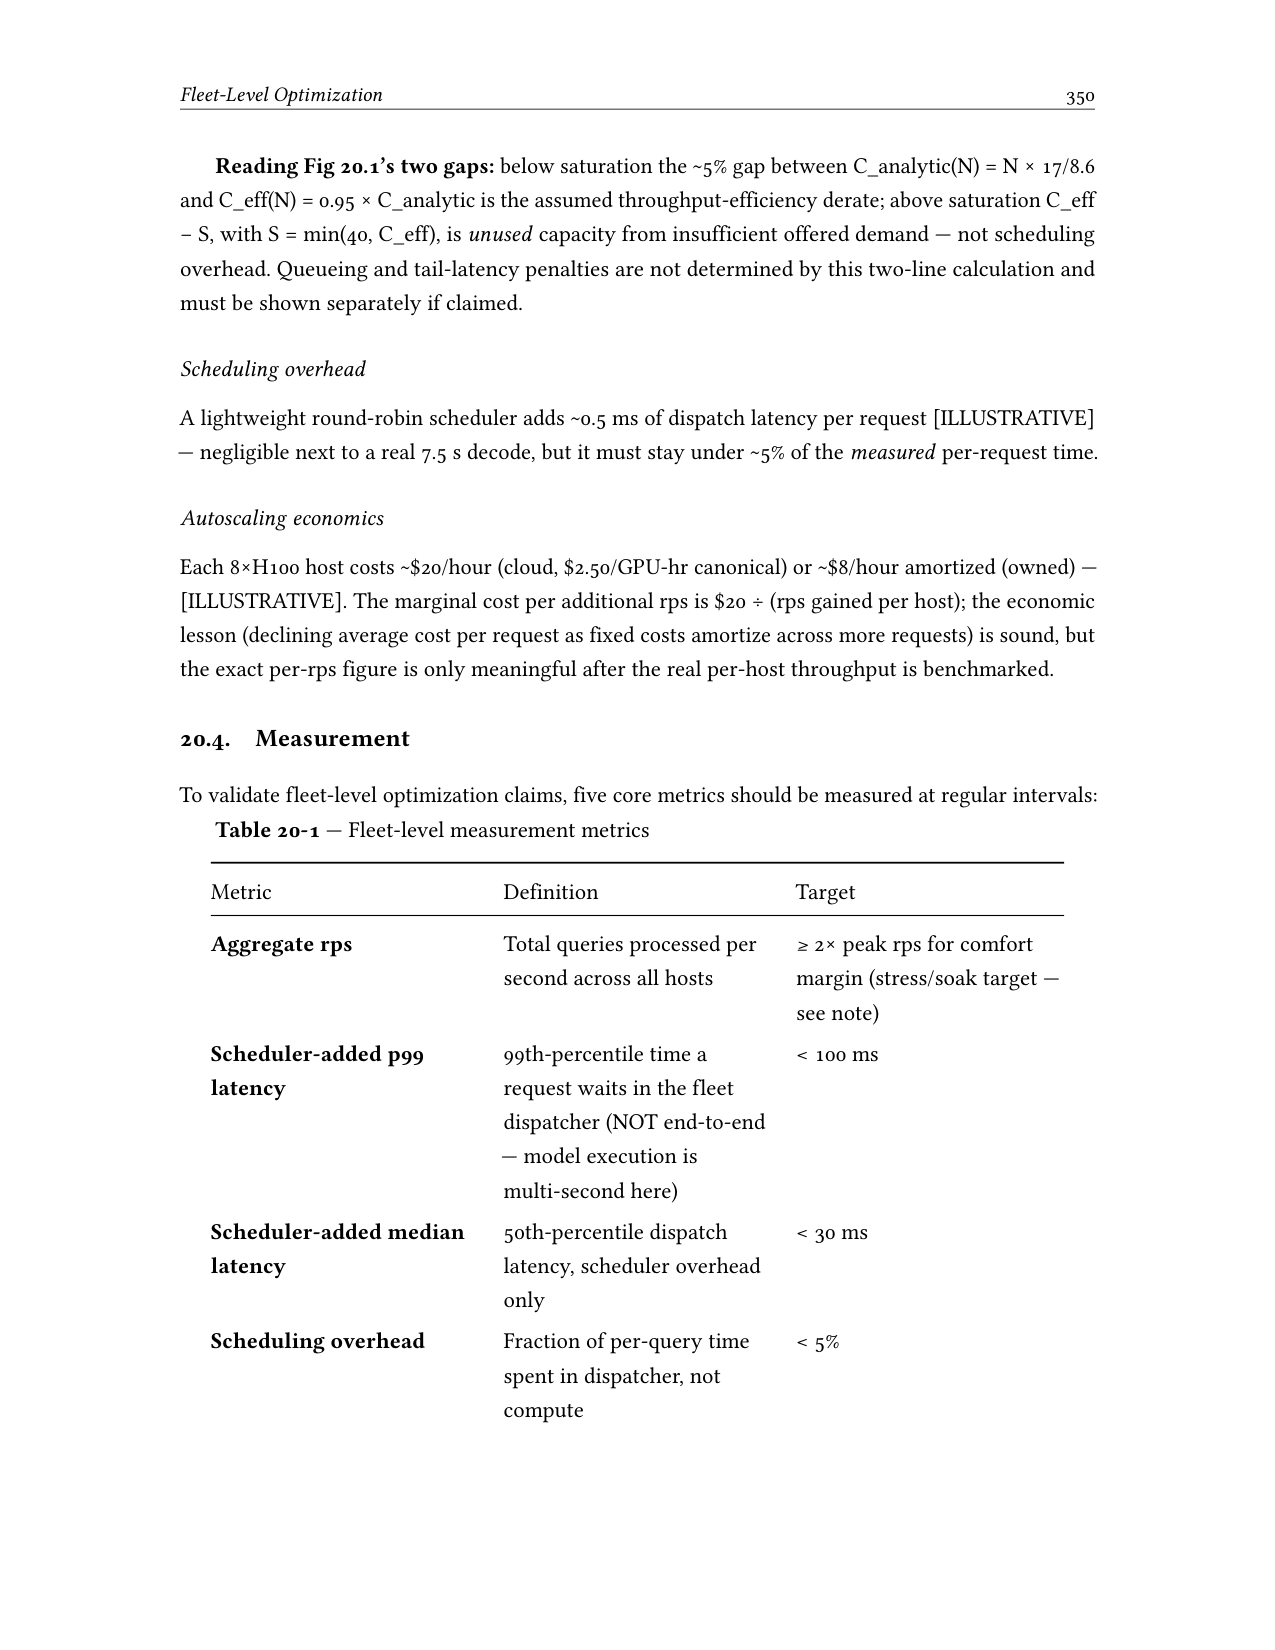 Fleet-Level Optimization 350
Reading Fig 20.1's two gaps: below saturation the ~5% gap between C_analytic(N) = N × 17/8.6
and C_eff(N) = 0.95 × C_analytic is the assumed throughput-efficiency derate; above saturation C_eff
– S, with S = min(40, C_eff), is unused capacity from insufficient offered demand — not scheduling
overhead. Queueing and tail-latency penalties are not determined by this two-line calculation and
must be shown separately if claimed.
Scheduling overhead
A lightweight round-robin scheduler adds ~0.5 ms of dispatch latency per request [ILLUSTRATIVE]
— negligible next to a real 7.5 s decode, but it must stay under ~5% of the measured per-request time.
Autoscaling economics
Each 8×H100 host costs ~$20/hour (cloud, $2.50/GPU-hr canonical) or ~$8/hour amortized (owned) —
[ILLUSTRATIVE]. The marginal cost per additional rps is $20 ÷ (rps gained per host); the economic
lesson (declining average cost per request as fixed costs amortize across more requests) is sound, but
the exact per-rps figure is only meaningful after the real per-host throughput is benchmarked.
20.4. Measurement
To validate fleet-level optimization claims, five core metrics should be measured at regular intervals:
Table 20-1 — Fleet-level measurement metrics
Metric Definition Target
Aggregate rps Total queries processed per ≥ 2× peak rps for comfort
second across all hosts margin (stress/soak target —
see note)
Scheduler-added p99 99th-percentile time a < 100 ms
latency request waits in the fleet
dispatcher (NOT end-to-end
— model execution is
multi-second here)
Scheduler-added median 50th-percentile dispatch < 30 ms
latency latency, scheduler overhead
only
Scheduling overhead Fraction of per-query time < 5%
spent in dispatcher, not
compute